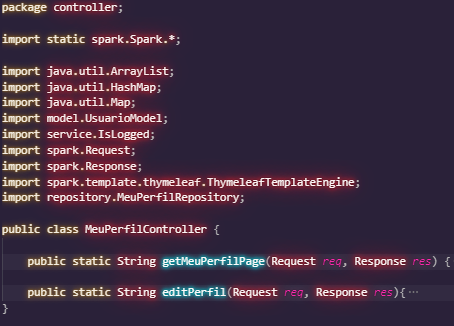 package controller;
import static spark.Spark.*;
import java.util.ArrayList;
import java.util.HashMap;
import java.util.Map;
import model.UsuarioModel;
import service.IsLogged;
import spark.Request;
import spark.Response;
import spark.template.thymeleaf.ThymeleafTemplateEngine;
import repository.MeuPerfilRepository;
public class MeuPerfilController {
public static String getMeuPerfilPage(Request req, Response res) {
public static String editPerfil(Request req, Response res){ ⋯
}